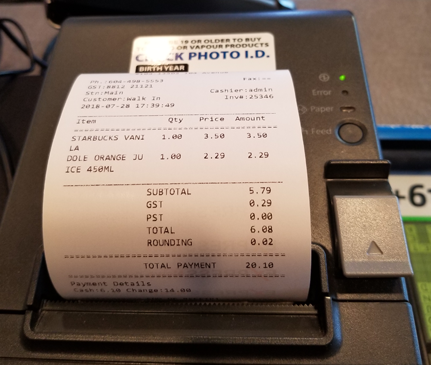 19 OR OLDER TO BUY
OR VAPOUR PRODUCTS
CHECK PHOTO I.D.
BIRTH YEAR
Str:Main
Cashier:admin
Customer:walk in
Inv#:25346
2018-07-28 17:39:49
Item Qty Price Amount
STARBUCKS VANI 1.00 3.50 3.50
LA
DOLE ORANGE JU 1.00 2.29 2.29
ICE 450ML
SUBTOTAL 5.79
GST 0.29
PST 0.00
TOTAL 6.08
ROUNDING 0.02
TOTAL PAYMENT 20.10
Payment Details
Error
Paper
Feed
+6